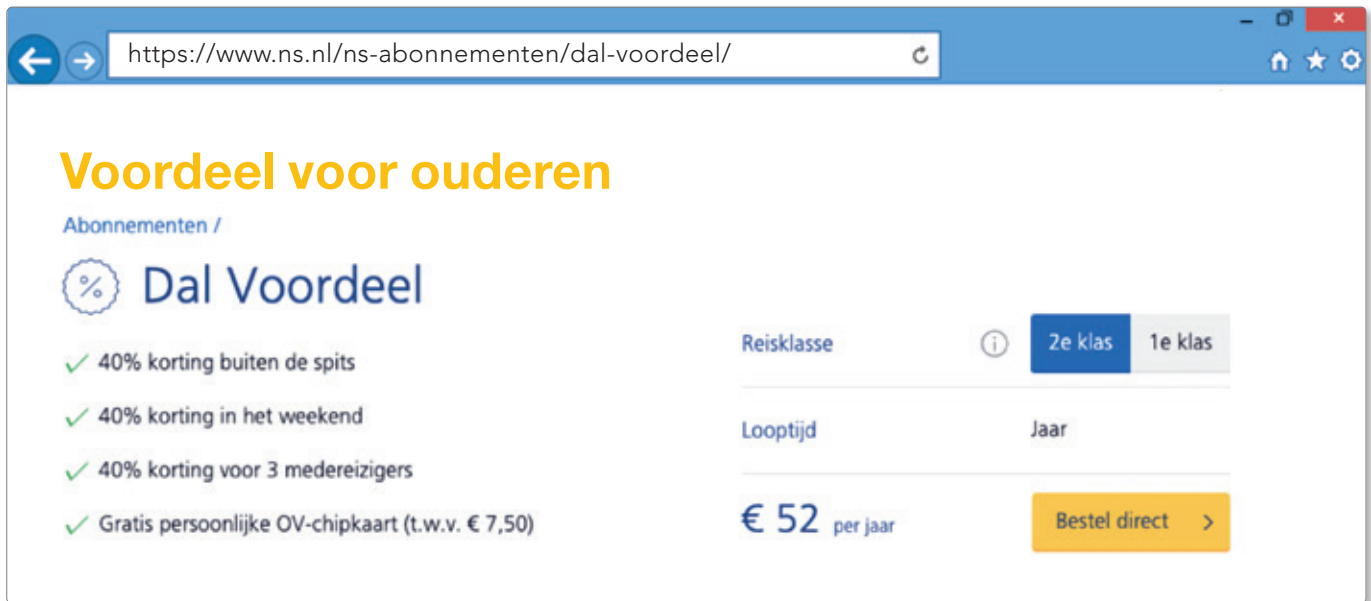 https://www.ns.nl/ns-abonnementen/dal-voordeel/
Voordeel voor ouderen
Abonnementen /
% Dal Voordeel
40% korting buiten de spits
40% korting in het weekend
40% korting voor 3 medereizigers
Gratis persoonlijke OV-chipkaart (t.w.v. € 7,50)
Reisklasse i 2e klas 1e klas
Looptijd Jaar
€ 52 per jaar Bestel direct >